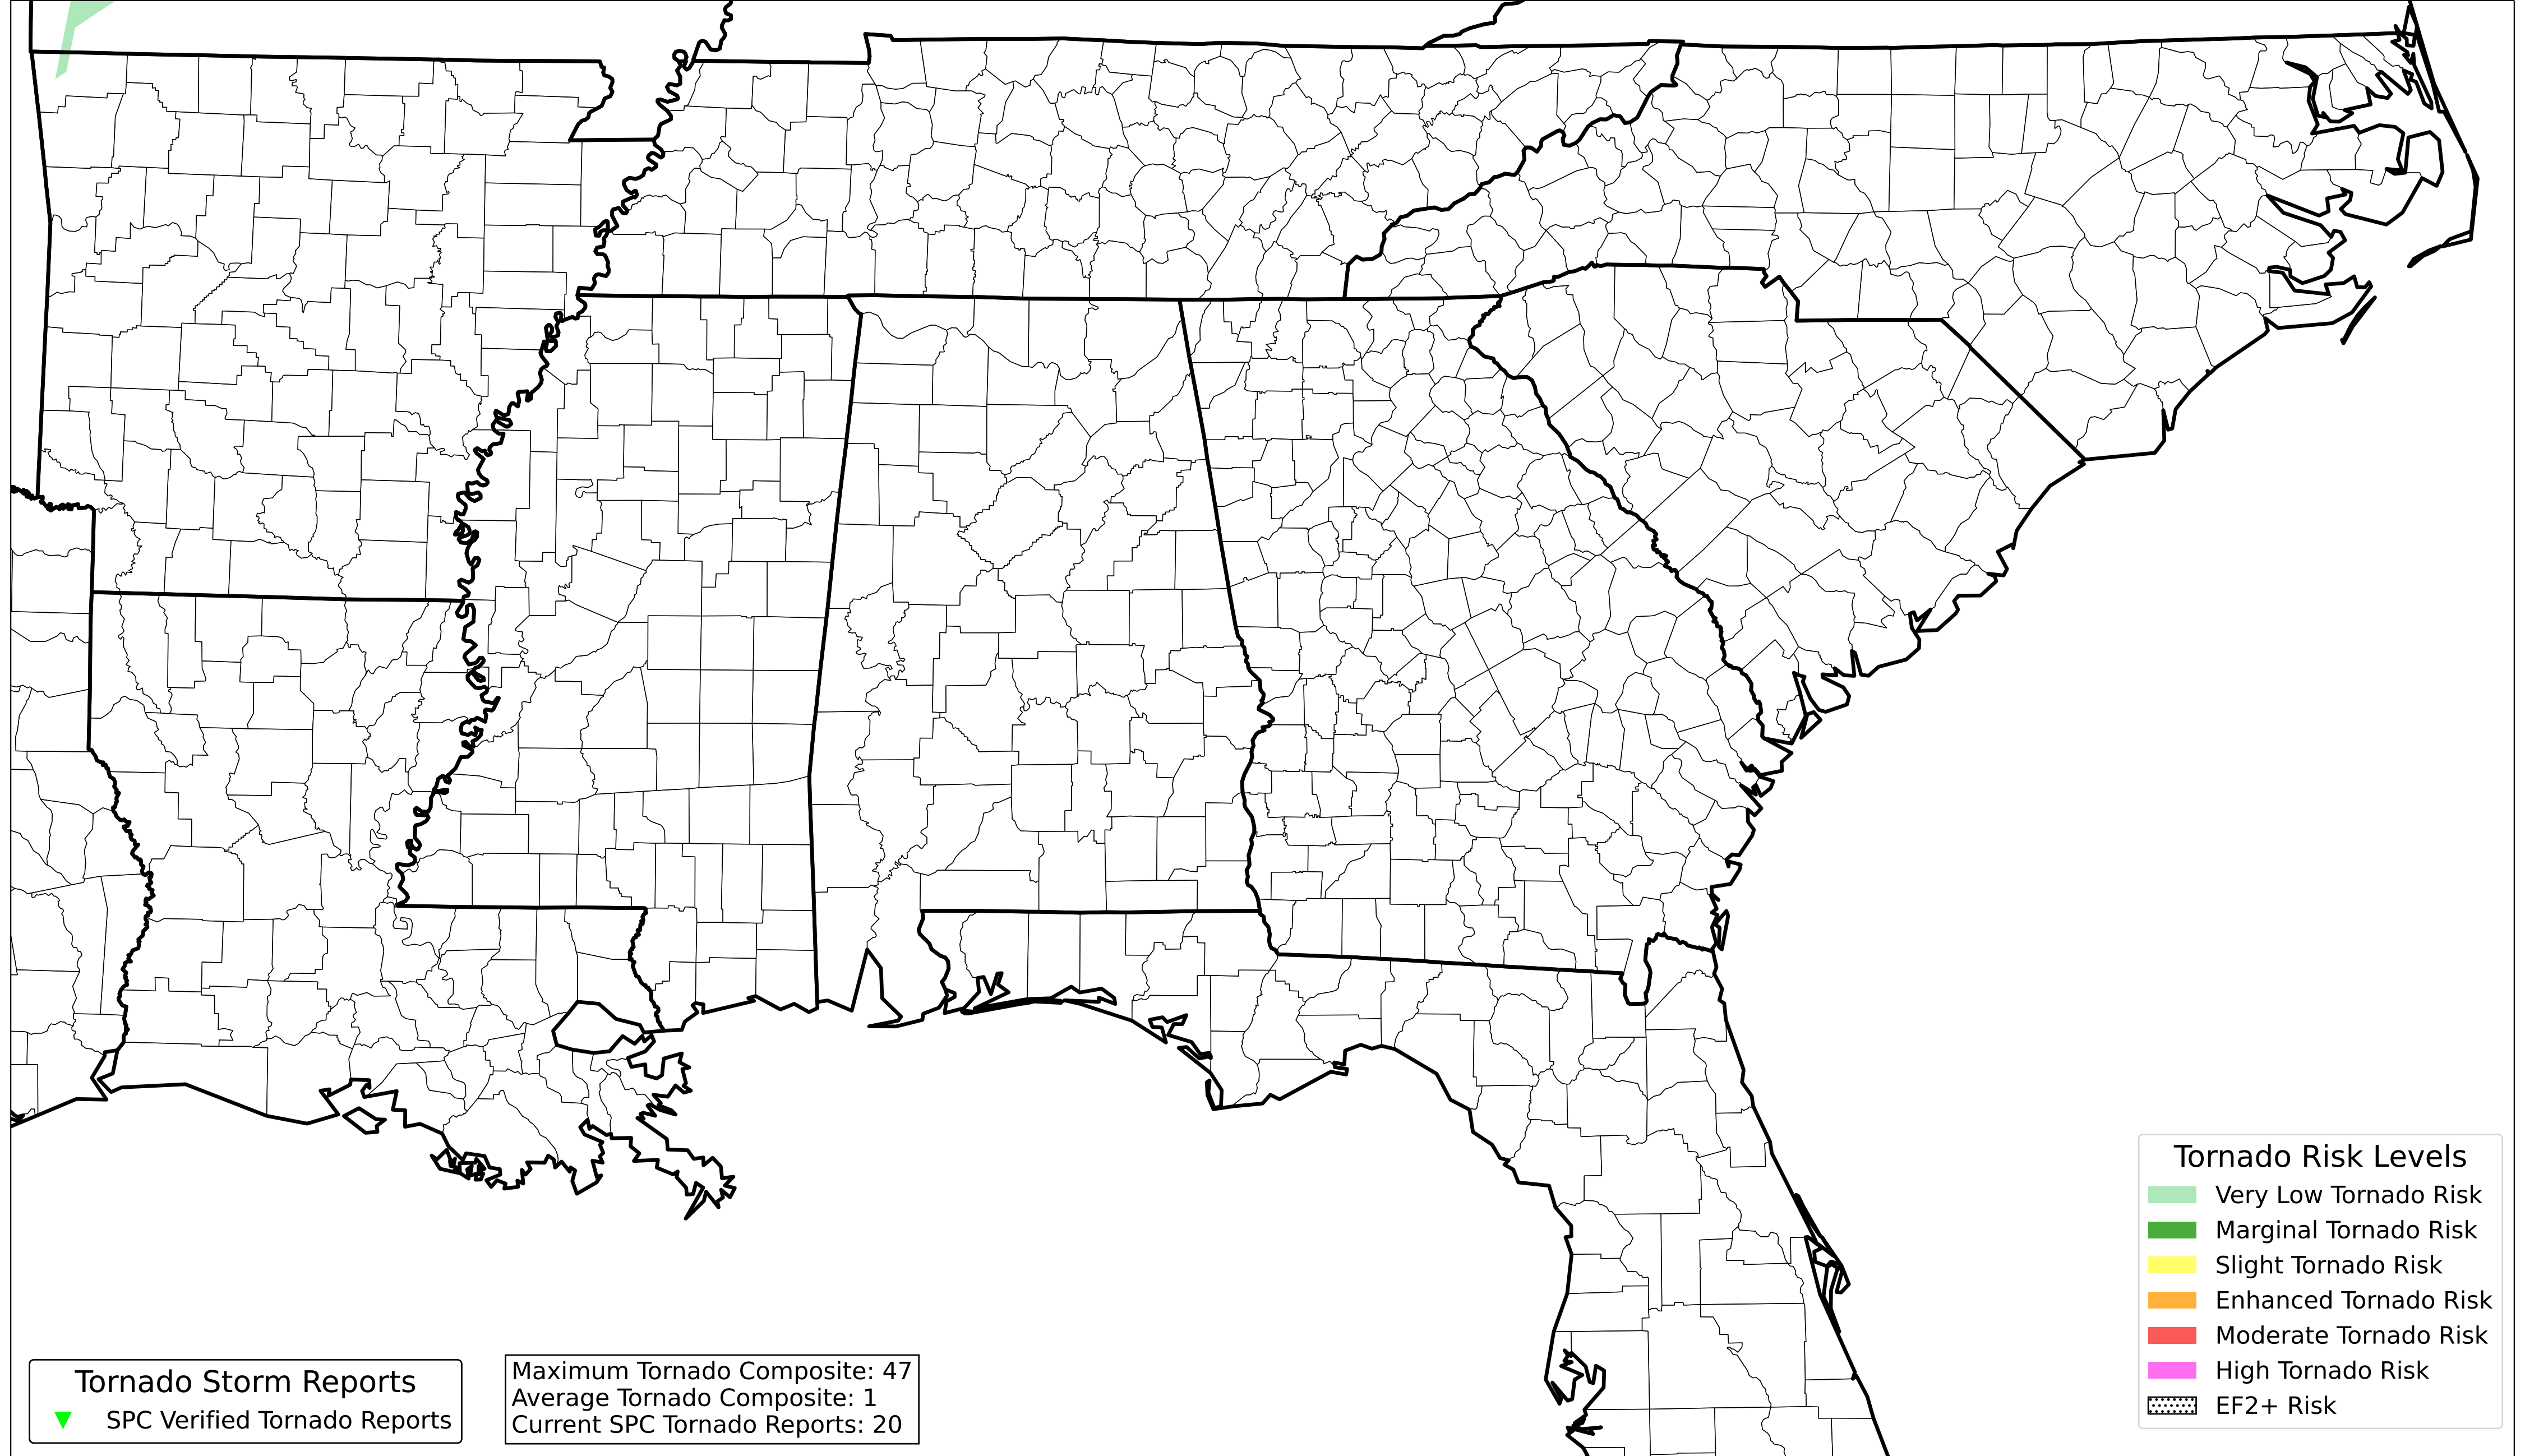 Tornado Storm Reports
SPC Verified Tornado Reports
Maximum Tornado Composite: 47
Average Tornado Composite: 1
Current SPC Tornado Reports: 20
Tornado Risk Levels
Very Low Tornado Risk
Marginal Tornado Risk
Slight Tornado Risk
Enhanced Tornado Risk
Moderate Tornado Risk
High Tornado Risk
EF2+ Risk